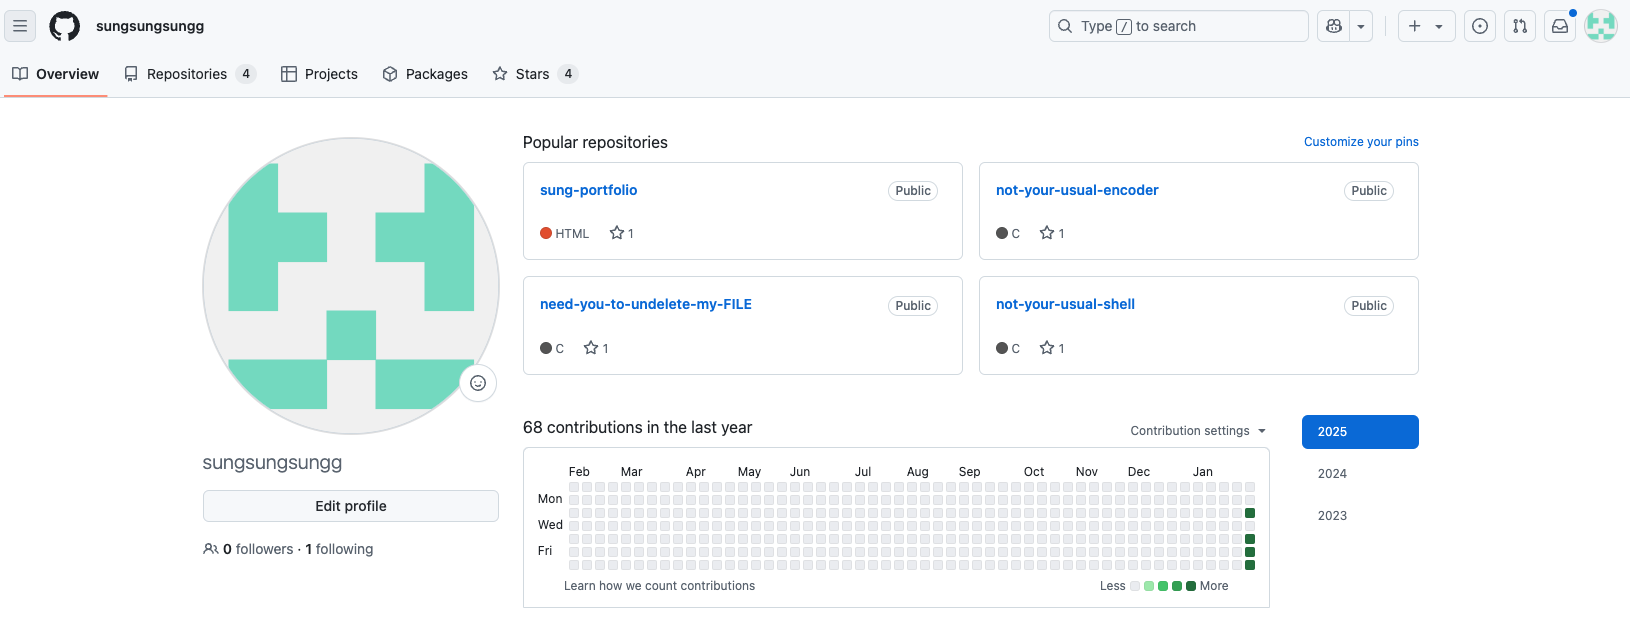 sungsungsungg
Type / to search
Overview
Repositories 4
Projects
Packages
Stars 4
Popular repositories
Customize your pins
sung-portfolio
Public
HTML
1
not-your-usual-encoder
Public
C
1
need-you-to-undelete-my-FILE
Public
C
1
not-your-usual-shell
Public
C
1
sungsungsungg
Edit profile
0 followers · 1 following
68 contributions in the last year
Contribution settings
2025
2024
2023
Feb Mar Apr May Jun Jul Aug Sep Oct Nov Dec Jan
Mon
Wed
Fri
Learn how we count contributions
Less More